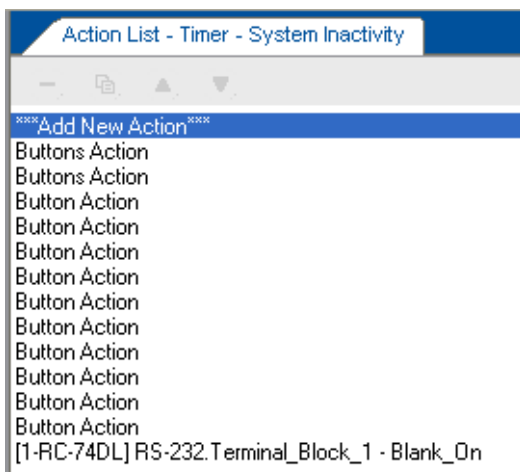 Action List - Timer - System Inactivity
***Add New Action***
Buttons Action
Buttons Action
Button Action
Button Action
Button Action
Button Action
Button Action
Button Action
Button Action
Button Action
Button Action
Button Action
[1-RC-74DL] RS-232.Terminal_Block_1 - Blank_On